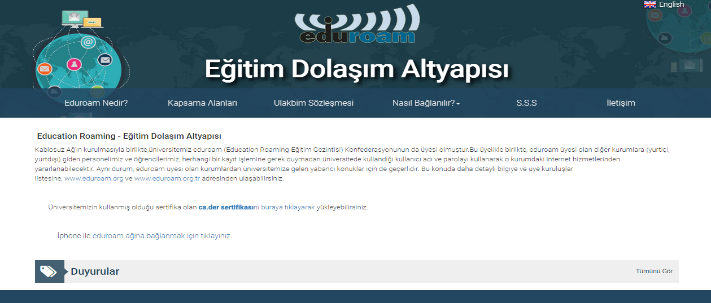 English
eduroam
Eğitim Dolaşım Altyapısı
Eduroam Nedir? Kapsama Alanları Ulakbim Sözleşmesi Nasıl Bağlanılır? S.S.S İletişim
Education Roaming - Eğitim Dolaşım Altyapısı
Kablosuz Ağın kurulmasıyla birlikte,üniversitemiz eduroam (Education Roaming Eğitim Gezintisi) Konfederasyonunun da üyesi olmuştur.Bu üyelikle birlikte, eduroam üyesi olan diğer kurumlara (yurtiçi,
yurtdışı) giden personelimiz ve öğrencilerimiz, herhangi bir kayıt işlemine gerek duymadan üniversitede kullandığı kullanıcı adı ve parolayı kullanarak o kurumdaki internet hizmetlerinden
yararlanabilecektir. Aynı durum, eduroam üyesi olan kurumlardan üniversitemize gelen yabancı konuklar için de geçerlidir. Bu konuda daha detaylı bilgiye ve üye kuruluşlar
listesine, www.eduroam.org ve www.eduroam.org.tr adresinden ulaşabilirsiniz.
Üniversitemizin kullanmış olduğu sertifika olan ca.der sertifikasını buraya tıklayarak yükleyebilirsiniz.
İphone ile eduroam ağına bağlanmak için tıklayınız.
Duyurular Tümünü Gör